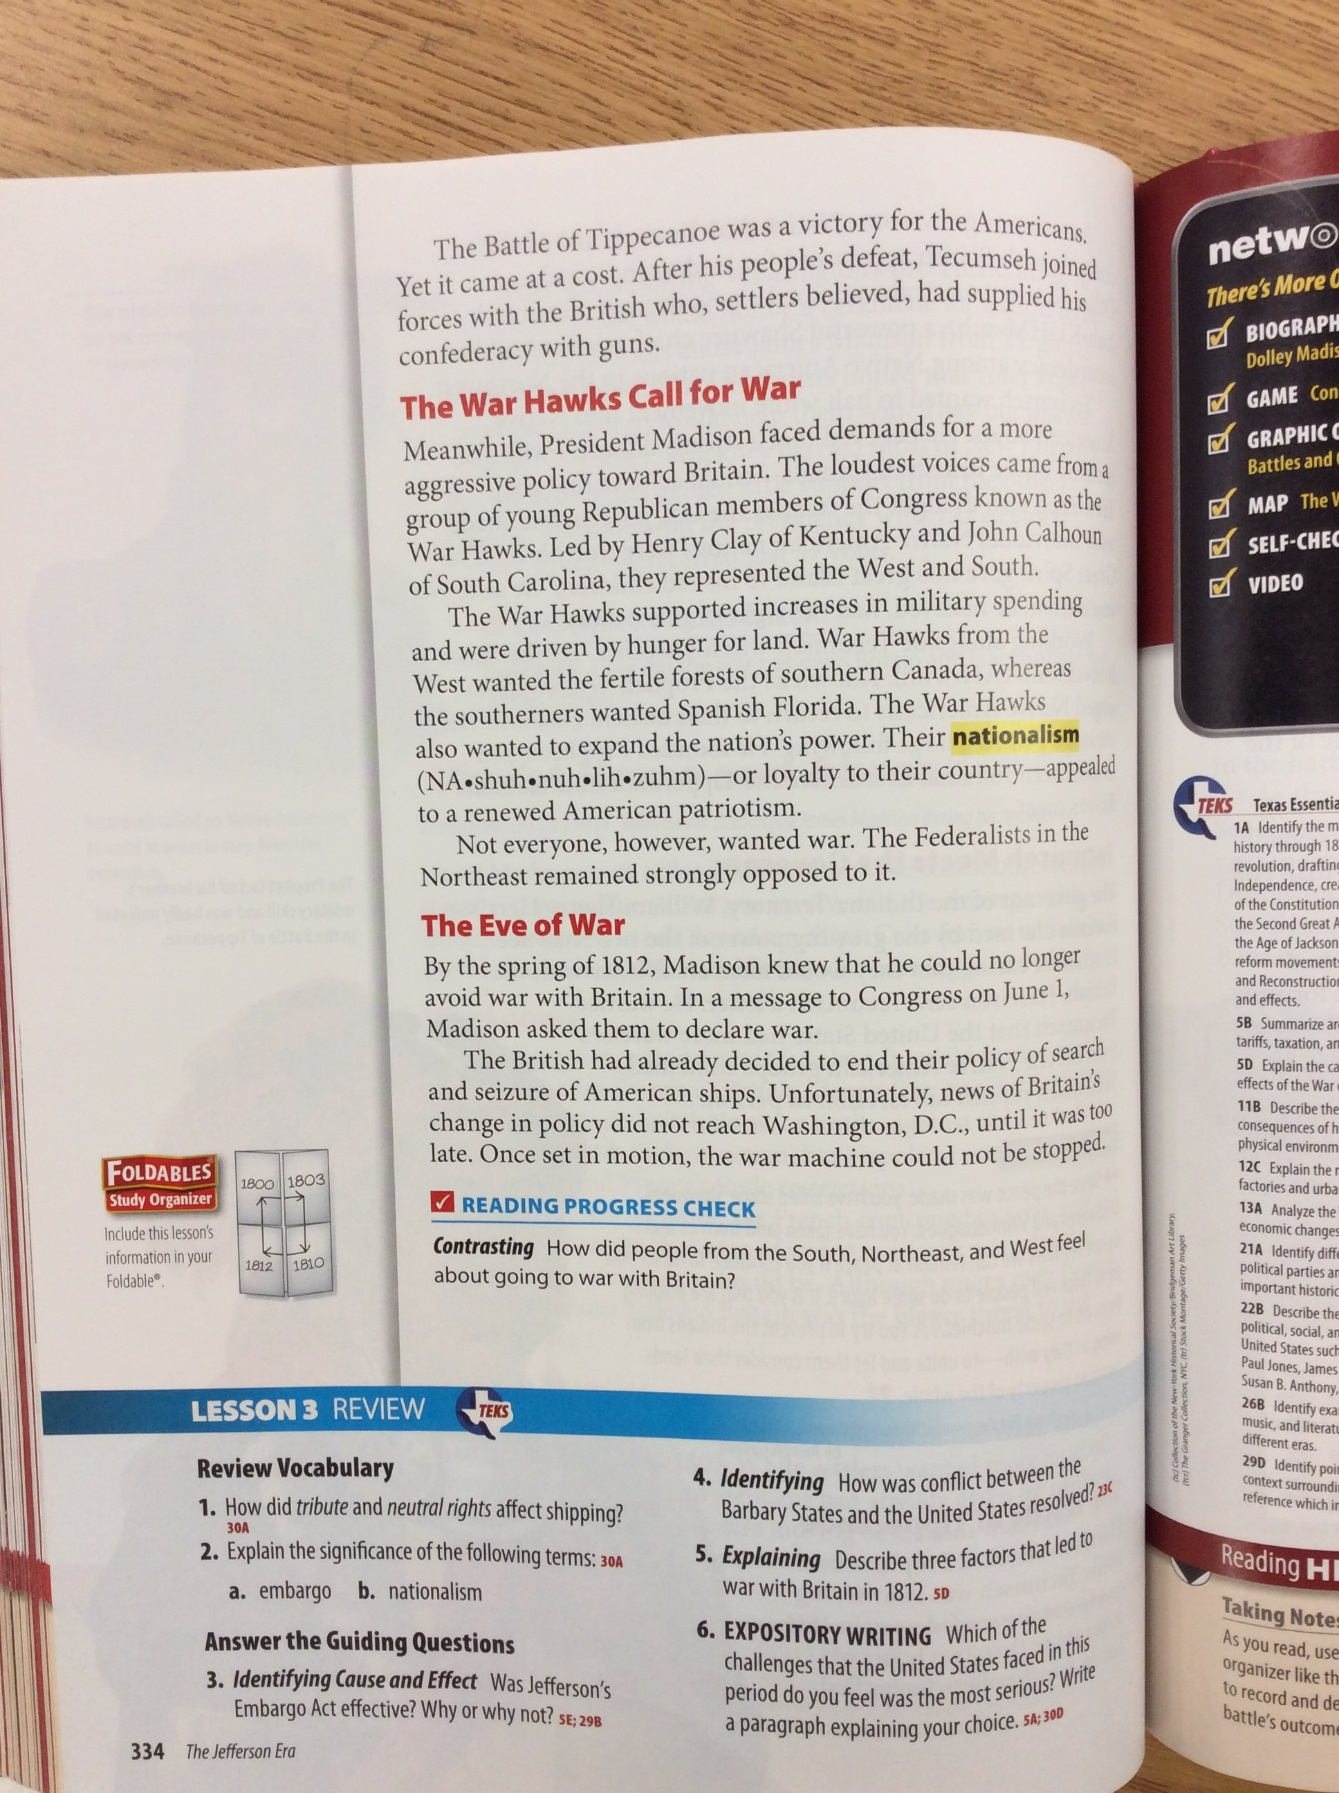 The Battle of Tippecanoe was a victory for the Americans.
Yet it came at a cost. After his people's defeat, Tecumseh joined
forces with the British who, settlers believed, had supplied his
confederacy with guns.
The War Hawks Call for War
Meanwhile, President Madison faced demands for a more
aggressive policy toward Britain. The loudest voices came from a
group of young Republican members of Congress known as the
War Hawks. Led by Henry Clay of Kentucky and John Calhoun
of South Carolina, they represented the West and South.
The War Hawks supported increases in military spending
and were driven by hunger for land. War Hawks from the
West wanted the fertile forests of southern Canada, whereas
the southerners wanted Spanish Florida. The War Hawks
also wanted to expand the nation's power. Their nationalism
(NA•shuh•nuh•lih•zuhm)—or loyalty to their country—appealed
to a renewed American patriotism.
Not everyone, however, wanted war. The Federalists in the
Northeast remained strongly opposed to it.
The Eve of War
By the spring of 1812, Madison knew that he could no longer
avoid war with Britain. In a message to Congress on June 1,
Madison asked them to declare war.
The British had already decided to end their policy of search
and seizure of American ships. Unfortunately, news of Britain's
change in policy did not reach Washington, D.C., until it was too
late. Once set in motion, the war machine could not be stopped.
READING PROGRESS CHECK
Contrasting How did people from the South, Northeast, and West feel
about going to war with Britain?
FOLDABLES
Study Organizer
Include this lesson's
information in your
Foldable®.
1800 1803
1812 1810
LESSON 3 REVIEW TEKS
Review Vocabulary
1. How did tribute and neutral rights affect shipping?
30A
2. Explain the significance of the following terms: 30A
a. embargo b. nationalism
Answer the Guiding Questions
3. Identifying Cause and Effect Was Jefferson's
Embargo Act effective? Why or why not? 5E; 29B
4. Identifying How was conflict between the
Barbary States and the United States resolved? 23C
5. Explaining Describe three factors that led to
war with Britain in 1812. 5D
6. EXPOSITORY WRITING Which of the
challenges that the United States faced in this
period do you feel was the most serious? Write
a paragraph explaining your choice. 5A; 30D
334 The Jefferson Era
There's More
BIOGRAPH
Dolley Madis
GAME Con
GRAPHIC
Battles and
MAP The
SELF-CHEC
VIDEO
TEKS Texas Essentia
1A Identify the m
history through 18
revolution, drafting
Independence, cre
of the Constitution
the Second Great A
the Age of Jackson
reform movement
and Reconstruction
and effects.
5B Summarize an
tariffs, taxation, an
5D Explain the ca
effects of the War
11B Describe the
consequences of h
physical environm
12C Explain the r
factories and urba
13A Analyze the
economic changes
21A Identify diffe
political parties an
important historic
22B Describe the
political, social, an
United States such
Paul Jones, James
Susan B. Anthony,
26B Identify exa
music, and literatu
different eras.
29D Identify poin
context surroundi
reference which in
Reading
Taking Notes
As you read, use
organizer like th
to record and de
battle's outcome